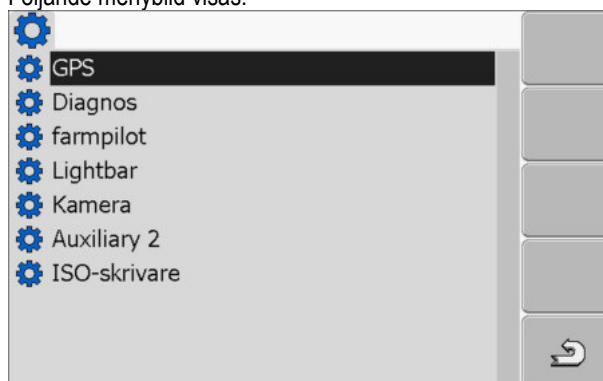 Följande menybild visas:
GPS
Diagnos
farmpilot
Lightbar
Kamera
Auxiliary 2
ISO-skrivare